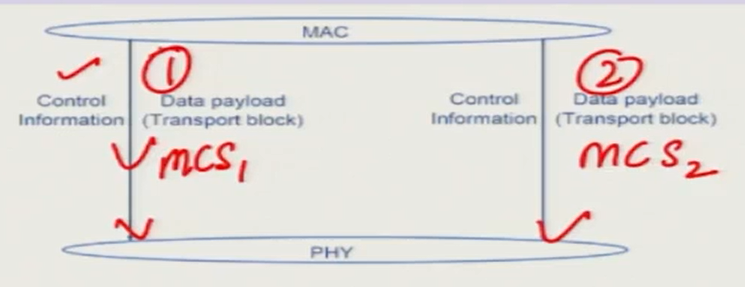 MAC
① ②
Control Data payload Control Data payload
Information (Transport block) Information (Transport block)
MCS1 MCS2
PHY